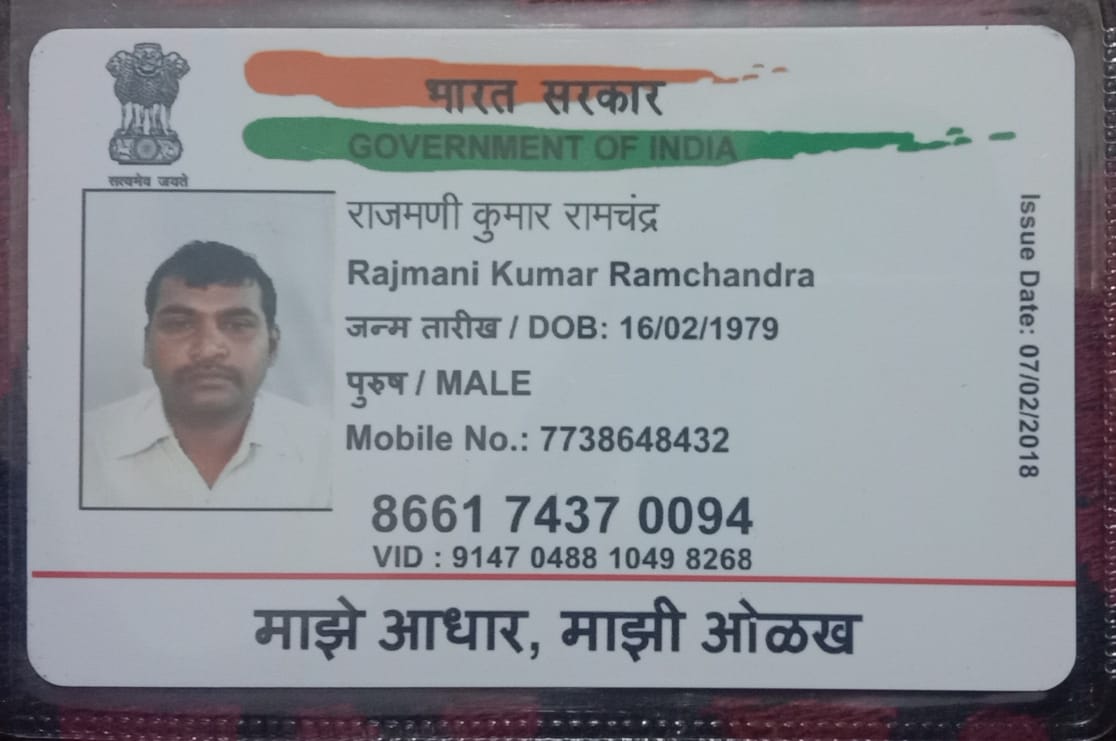 भारत सरकार
GOVERNMENT OF INDIA
सत्यमेव जयते
राजमणी कुमार रामचंद्र
Rajmani Kumar Ramchandra
जन्म तारीख / DOB: 16/02/1979
पुरुष / MALE
Mobile No.: 7738648432
8661 7437 0094
VID : 9147 0488 1049 8268
माझे आधार, माझी ओळख
Issue Date: 07/02/2018